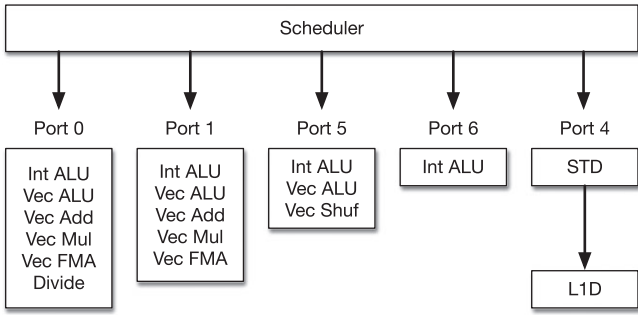 Scheduler
Port 0
Port 1
Port 5
Port 6
Port 4
Int ALU
Vec ALU
Vec Add
Vec Mul
Vec FMA
Divide
Int ALU
Vec ALU
Vec Add
Vec Mul
Vec FMA
Int ALU
Vec ALU
Vec Shuf
Int ALU
STD
L1D